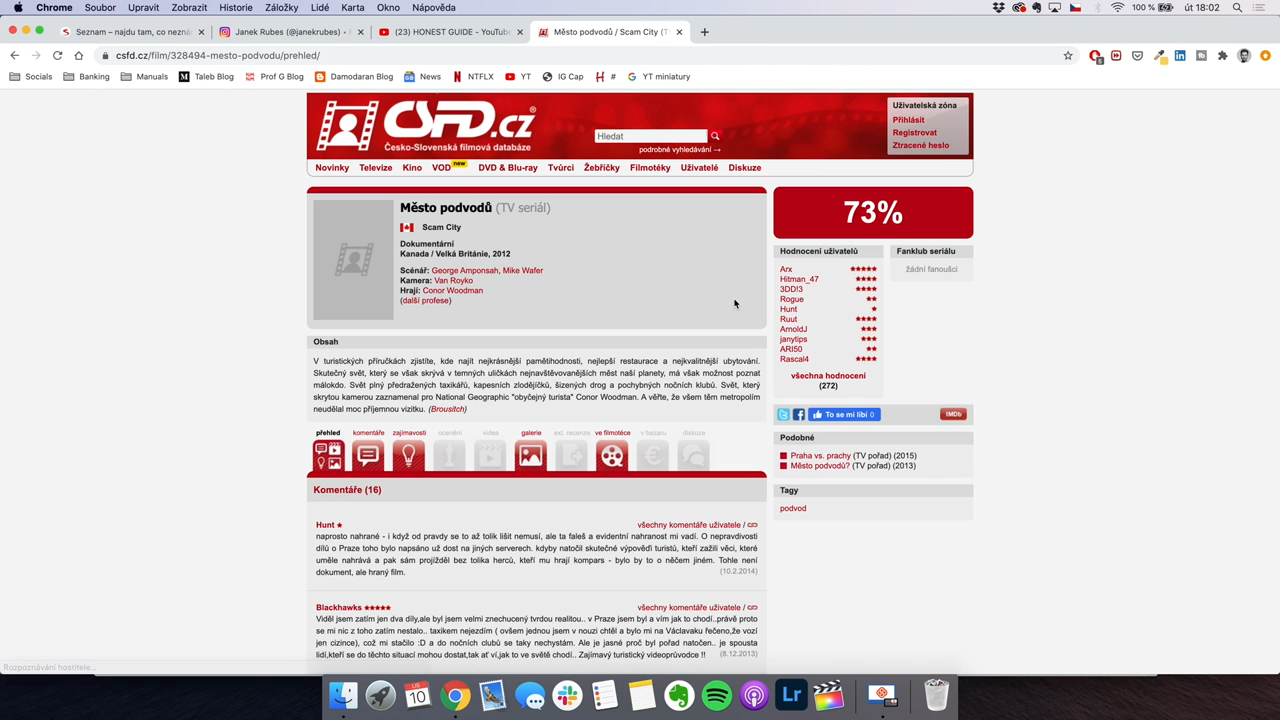 Chrome Soubor Upravit Zobrazit Historie Záložky Lidé Karta Okno Nápověda 100 % út 18:02
Seznam – najdu tam, co neznám
Janek Rubes (@janekrubes) •
(23) HONEST GUIDE - YouTube
Město podvodů / Scam City (T
csfd.cz/film/328494-mesto-podvodu/prehled/
Socials Banking Manuals Taleb Blog Prof G Blog Damodaran Blog News NTFLX YT IG Cap # YT miniatury
ČSFD.cz®
Česko-Slovenská filmová databáze
Hledat
podrobné vyhledávání →
Uživatelská zóna
Přihlásit
Registrovat
Ztracené heslo
Novinky Televize Kino VOD new DVD & Blu-ray Tvůrci Žebříčky Filmotéky Uživatelé Diskuze
Město podvodů (TV seriál)
Scam City
Dokumentární
Kanada / Velká Británie, 2012
Scénář: George Amponsah, Mike Wafer
Kamera: Van Royko
Hrají: Conor Woodman
(další profese)
Obsah
V turistických příručkách zjistíte, kde najít nejkrásnější pamětihodnosti, nejlepší restaurace a nejkvalitnější ubytování.
Skutečný svět, který se však skrývá v temných uličkách nejnavštěvovanějších měst naší planety, má však možnost poznat
málokdo. Svět plný předražených taxikářů, kapesních zlodějíčků, šizených drog a pochybných nočních klubů. Svět, který
skrytou kamerou zaznamenal pro National Geographic "obyčejný turista" Conor Woodman. A věřte, že všem těm metropolím
neudělal moc příjemnou vizitku. (Brousitch)
přehled komentáře zajímavosti ocenění videa galerie ext. recenze ve filmotéce v bazaru diskuze
Komentáře (16)
Hunt ★ všechny komentáře uživatele /
naprosto nahrané - i když od pravdy se to až tolik lišit nemusí, ale ta faleš a evidentní nahranost mi vadí. O nepravdivosti
dílů o Praze toho bylo napsáno už dost na jiných serverech. kdyby natočil skutečné výpovědi turistů, kteří zažili věci, které
uměle nahrává a pak sám projížděl bez tolika herců, kteří mu hrají kompars - bylo by to o něčem jiném. Tohle není
dokument, ale hraný film. (10.2.2014)
Blackhawks ★★★★★ všechny komentáře uživatele /
Viděl jsem zatím jen dva díly,ale byl jsem velmi znechucený tvrdou realitou.. v Praze jsem byl a vím jak to chodí..právě proto
se mi nic z toho zatím nestalo.. taxikem nejezdím ( ovšem jednou jsem v nouzi chtěl a bylo mi na Václavaku řečeno,že vozí
jen cizince), což mi stačilo :D a do nočních clubů se taky nechystám. Ale je jasné proč byl pořad natočen.. je spousta
lidí,kteří se do těchto situací mohou dostat,tak ať ví,jak to ve světě chodí.. Zajímavý turistický videoprůvodce !! (8.12.2013)
73%
Hodnocení uživatelů
Arx ★★★★★
Hitman_47 ★★★★
3DD!3 ★★★★
Rogue ★★
Hunt ★
Ruut ★★★★
ArnoldJ ★★★
janytips ★★★
ARI50 ★★
Rascal4 ★★★★
všechna hodnocení
(272)
Fanklub seriálu
žádní fanoušci
To se mi líbí 0
IMDb
Podobné
Praha vs. prachy (TV pořad) (2015)
Město podvodů? (TV pořad) (2013)
Tagy
podvod
Rozpoznávání hostitele...
LIS
10
Lr